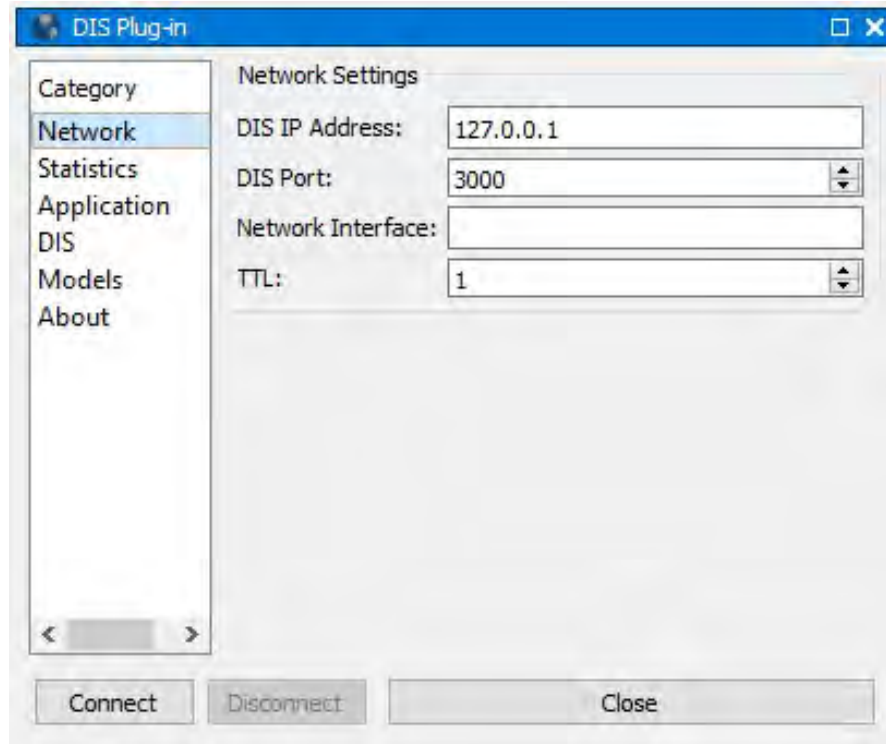 DIS Plug-in
Category
Network
Statistics
Application
DIS
Models
About
Network Settings
DIS IP Address: 127.0.0.1
DIS Port: 3000
Network Interface:
TTL: 1
Connect Disconnect Close